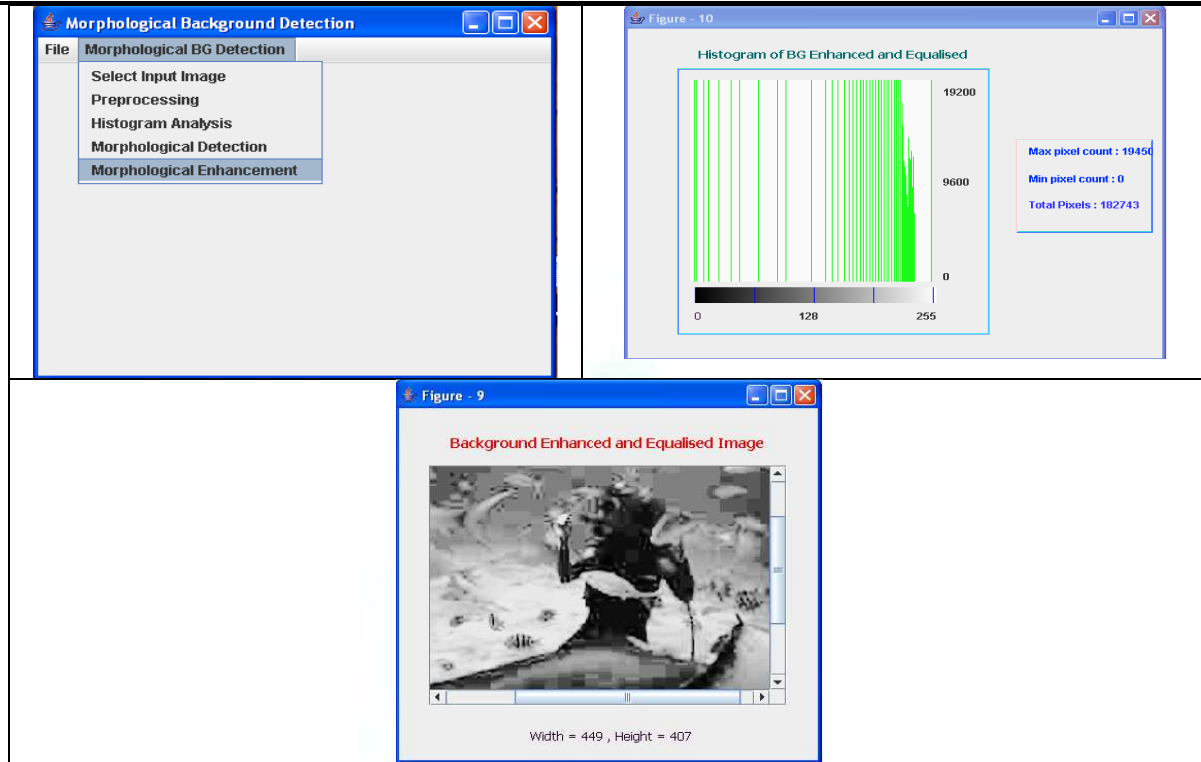 Morphological Background Detection
File Morphological BG Detection
Select Input Image
Preprocessing
Histogram Analysis
Morphological Detection
Morphological Enhancement
Figure - 10
Histogram of BG Enhanced and Equalised
19200
9600
0
0 128 255
Max pixel count : 19450
Min pixel count : 0
Total Pixels : 182743
Figure - 9
Background Enhanced and Equalised Image
Width = 449 , Height = 407